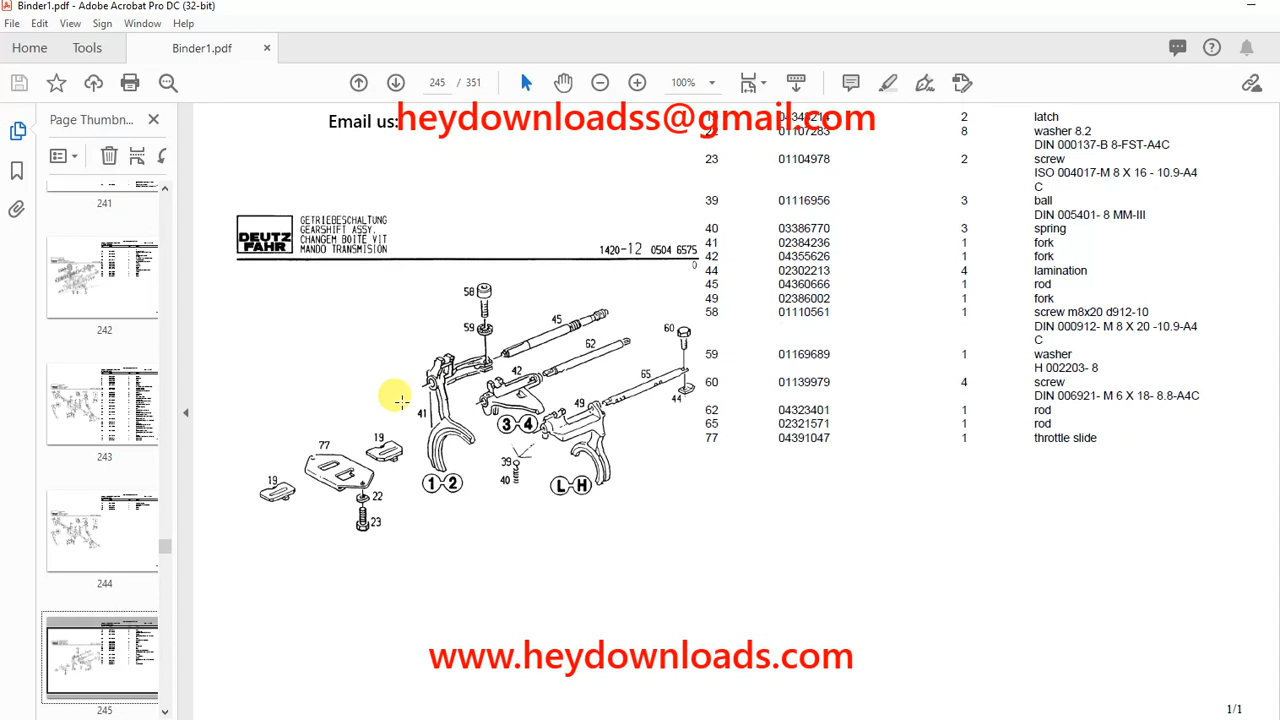 Binder1.pdf - Adobe Acrobat Pro DC (32-bit)
File Edit View Sign Window Help
Home Tools Binder1.pdf ×
245 / 351 100%
Page Thumbn... ×
241
242
243
244
245
Email us: heydownloadss@gmail.com
DEUTZ FAHR
GETRIEBESCHALTUNG
GEARSHIFT ASSY.
CHANGEM BOITE VIT
MANDO TRANSMISION
1420-12 0504 6575
0
58
59
45
62
60
42
65
41
49
44
3-4
77
19
39
19
40
1-2
L-H
22
23
04348214 2 latch
01107283 8 washer 8.2
DIN 000137-B 8-FST-A4C
23 01104978 2 screw
ISO 004017-M 8 X 16 - 10.9-A4
C
39 01116956 3 ball
DIN 005401- 8 MM-III
40 03386770 3 spring
41 02384236 1 fork
42 04355626 1 fork
44 02302213 4 lamination
45 04360666 1 rod
49 02386002 1 fork
58 01110561 1 screw m8x20 d912-10
DIN 000912- M 8 X 20 -10.9-A4
C
59 01169689 1 washer
H 002203- 8
60 01139979 4 screw
DIN 006921- M 6 X 18- 8.8-A4C
62 04323401 1 rod
65 02321571 1 rod
77 04391047 1 throttle slide
www.heydownloads.com
1/1